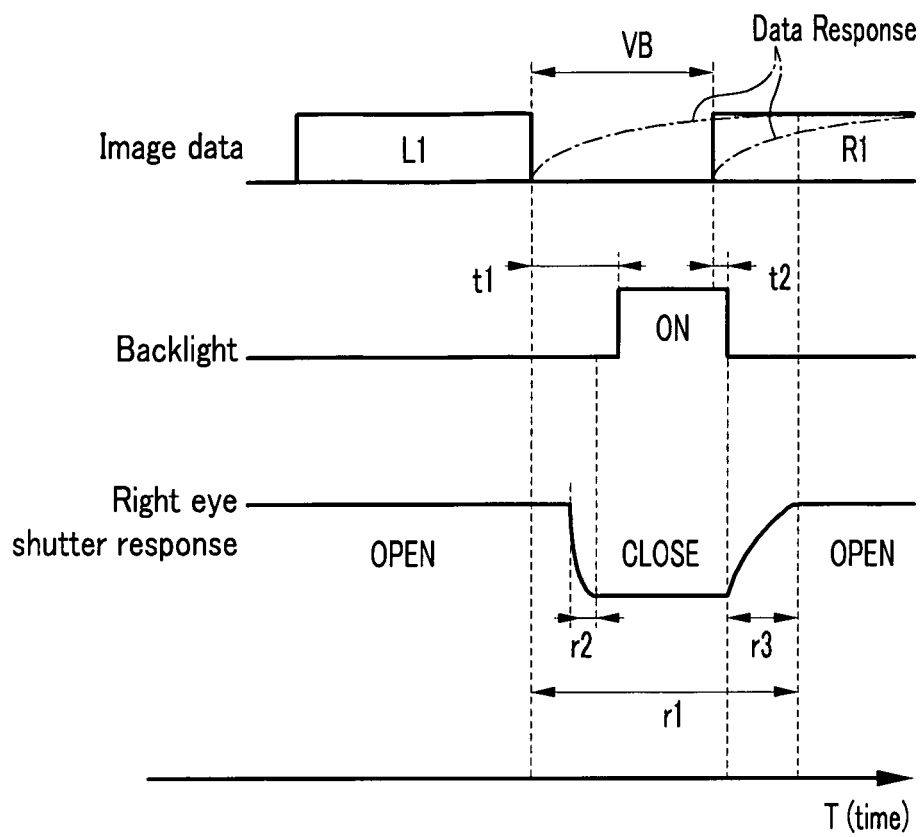 Data Response
VB
Image data
L1
R1
t1
t2
ON
Backlight
Right eye
shutter response
OPEN
CLOSE
OPEN
r2
r3
r1
T (time)